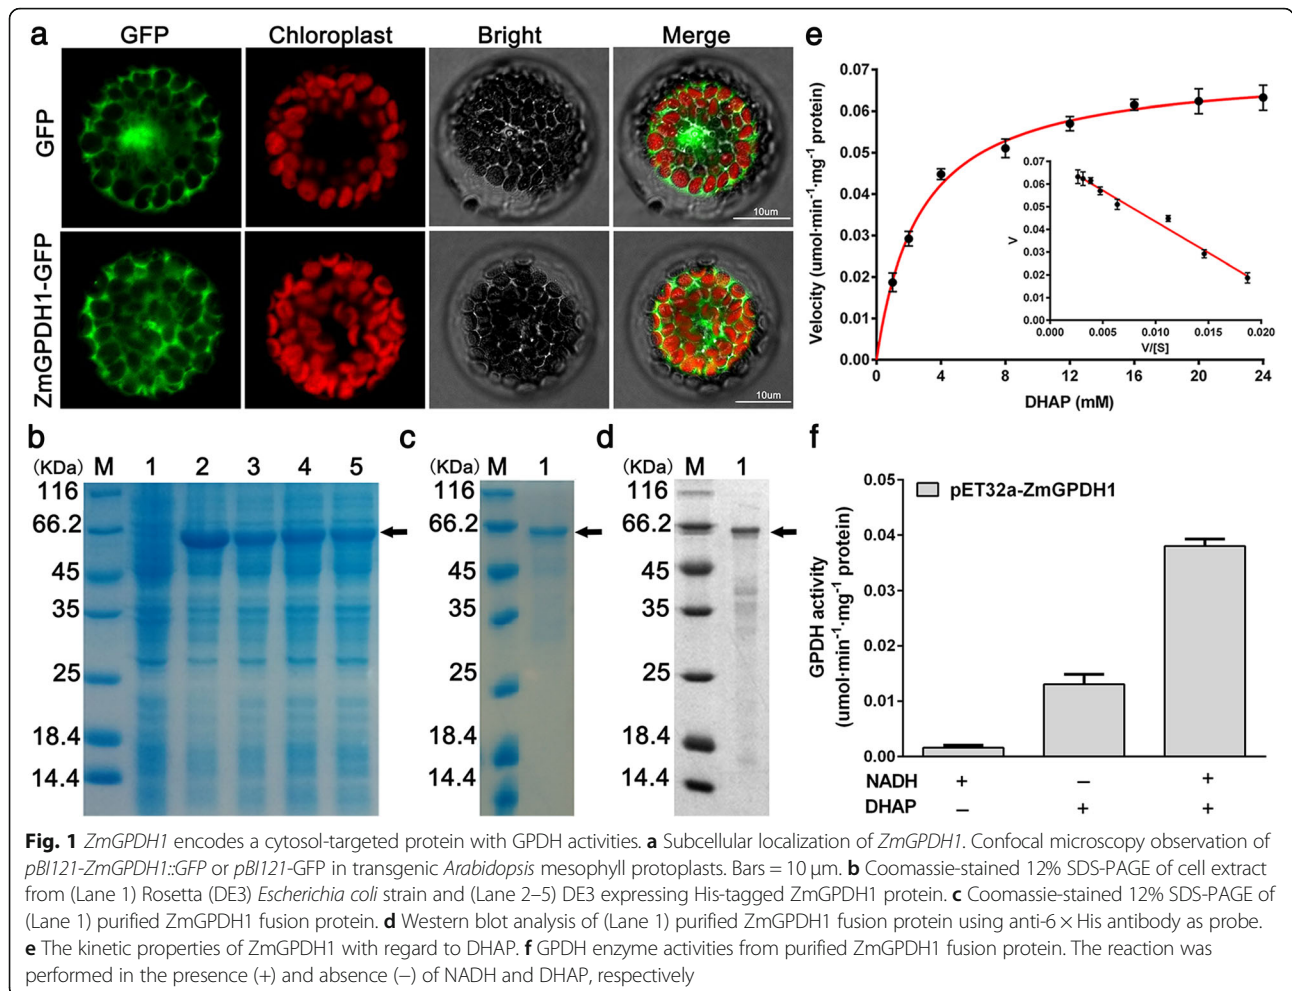 a
GFP Chloroplast Bright Merge
GFP
10um
ZmGPDH1-GFP
10um
e
Velocity (umol·min⁻¹·mg⁻¹ protein)
0.07
0.06
0.05
0.04
0.03
0.02
0.01
0.00
0 4 8 12 16 20 24
DHAP (mM)
V
0.07
0.06
0.05
0.04
0.03
0.02
0.01
0.00
0.000 0.005 0.010 0.015 0.020
V/[S]
b
(KDa) M 1 2 3 4 5
116
66.2
45
35
25
18.4
14.4
c
(KDa) M 1
116
66.2
45
35
25
18.4
14.4
d
(KDa) M 1
116
66.2
45
35
25
18.4
14.4
f
pET32a-ZmGPDH1
GPDH activity
(umol·min⁻¹·mg⁻¹ protein)
0.05
0.04
0.03
0.02
0.01
0.00
NADH + − +
DHAP − + +
Fig. 1 ZmGPDH1 encodes a cytosol-targeted protein with GPDH activities. a Subcellular localization of ZmGPDH1. Confocal microscopy observation of
pBI121-ZmGPDH1::GFP or pBI121-GFP in transgenic Arabidopsis mesophyll protoplasts. Bars = 10 μm. b Coomassie-stained 12% SDS-PAGE of cell extract
from (Lane 1) Rosetta (DE3) Escherichia coli strain and (Lane 2–5) DE3 expressing His-tagged ZmGPDH1 protein. c Coomassie-stained 12% SDS-PAGE of
(Lane 1) purified ZmGPDH1 fusion protein. d Western blot analysis of (Lane 1) purified ZmGPDH1 fusion protein using anti-6 × His antibody as probe.
e The kinetic properties of ZmGPDH1 with regard to DHAP. f GPDH enzyme activities from purified ZmGPDH1 fusion protein. The reaction was
performed in the presence (+) and absence (−) of NADH and DHAP, respectively